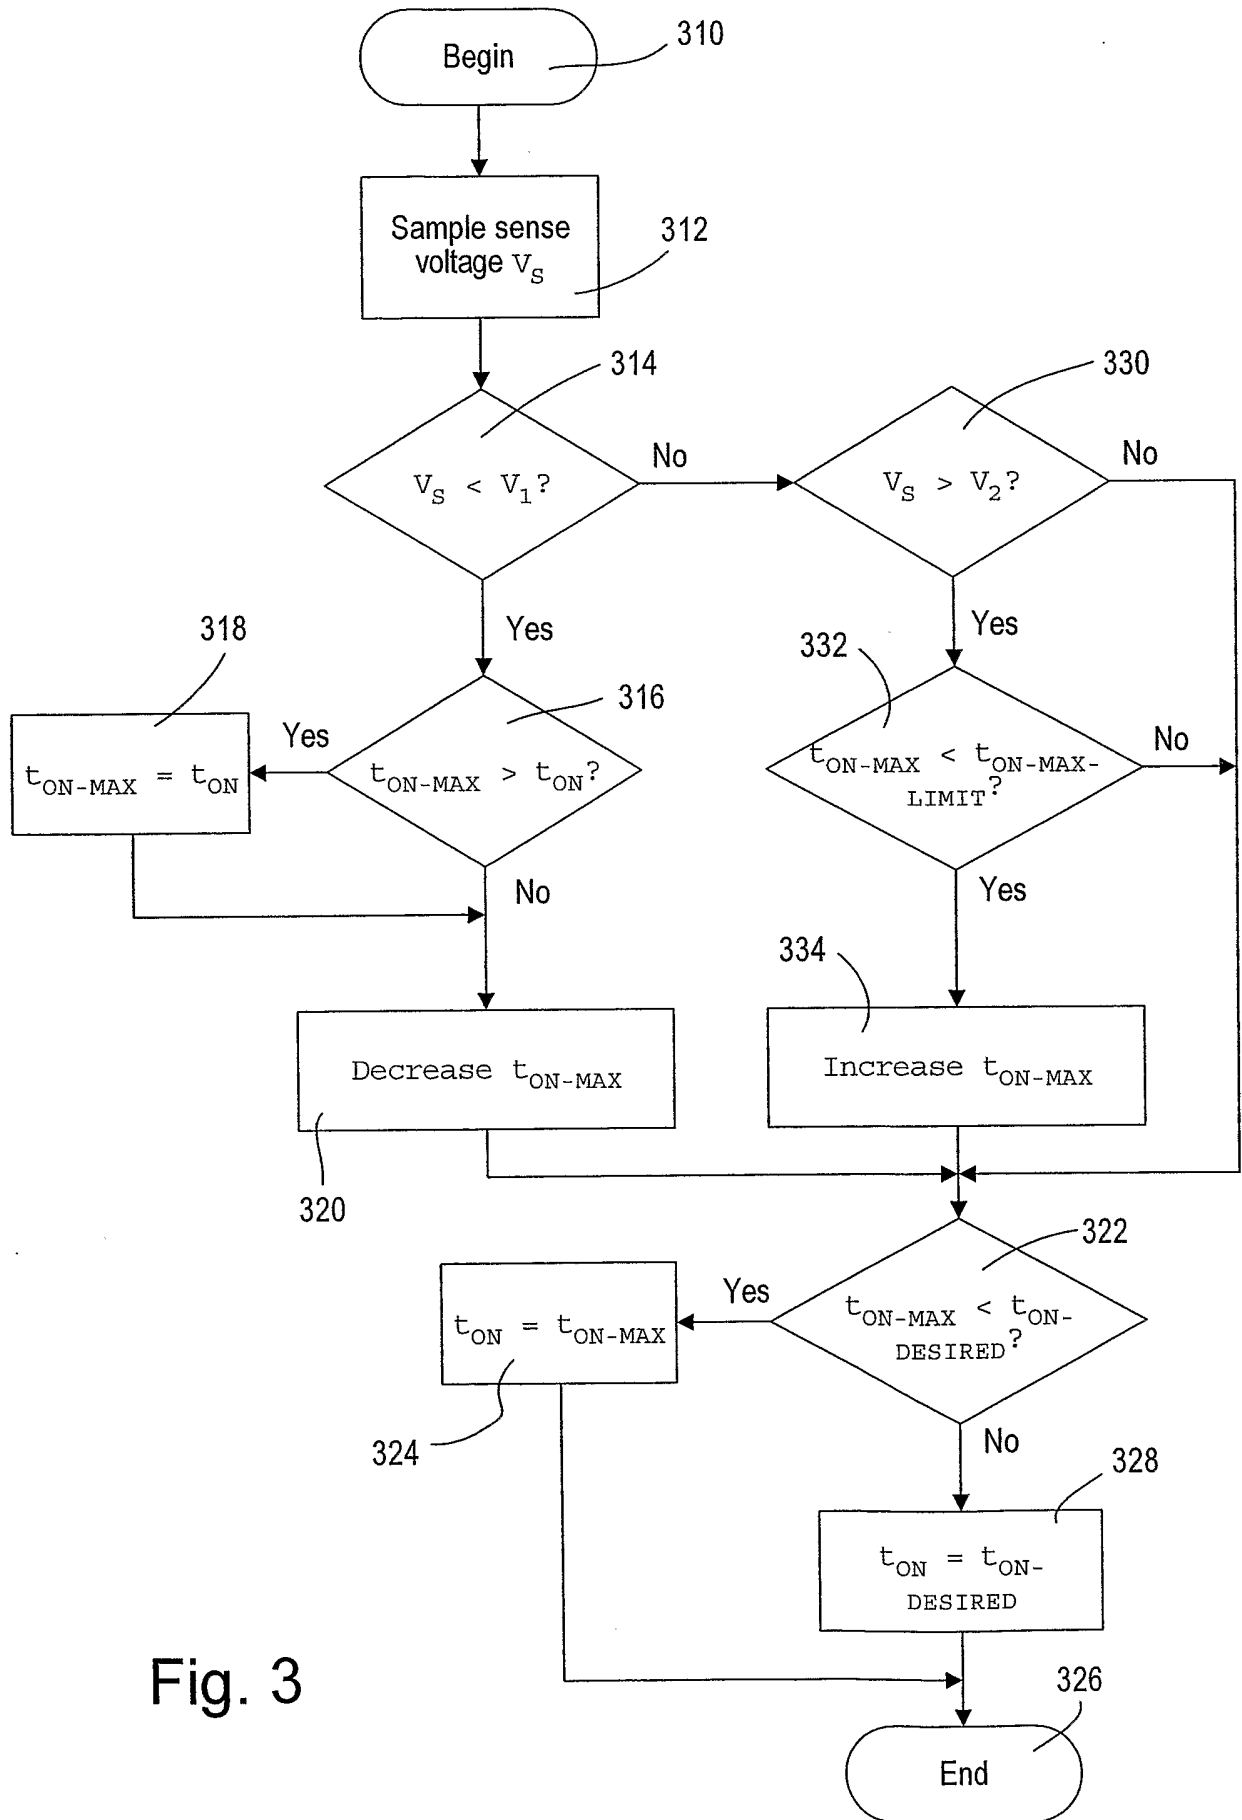 Begin
310
Sample sense
voltage VS
312
314
330
VS < V1?
No
VS > V2?
No
Yes
Yes
318
332
316
tON-MAX = tON
Yes
tON-MAX > tON?
tON-MAX < tON-MAX-
LIMIT?
No
No
Yes
334
Decrease tON-MAX
Increase tON-MAX
320
322
tON = tON-MAX
Yes
tON-MAX < tON-
DESIRED?
324
No
328
tON = tON-
DESIRED
Fig. 3
326
End